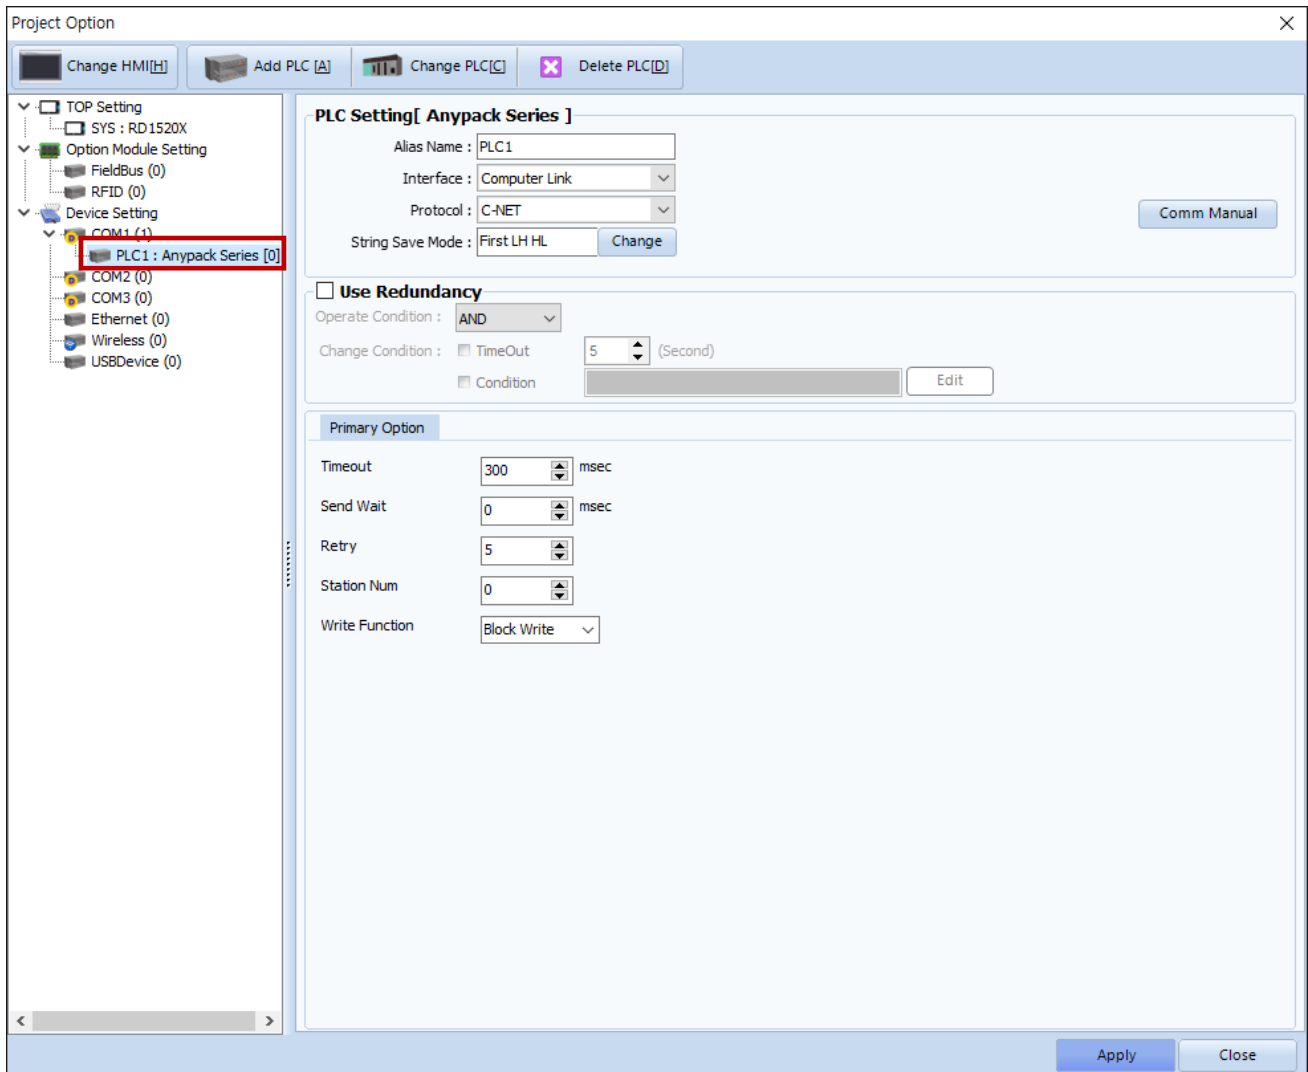 Project Option
Change HMI[H] Add PLC [A] Change PLC[C] Delete PLC[D]
TOP Setting
SYS : RD1520X
Option Module Setting
FieldBus (0)
RFID (0)
Device Setting
COM1 (1)
PLC1 : Anypack Series [0]
COM2 (0)
COM3 (0)
Ethernet (0)
Wireless (0)
USBDevice (0)
PLC Setting[ Anypack Series ]
Alias Name : PLC1
Interface : Computer Link
Protocol : C-NET
Comm Manual
String Save Mode : First LH HL Change
Use Redundancy
Operate Condition : AND
Change Condition : TimeOut 5 (Second)
Condition Edit
Primary Option
Timeout 300 msec
Send Wait 0 msec
Retry 5
Station Num 0
Write Function Block Write
Apply Close